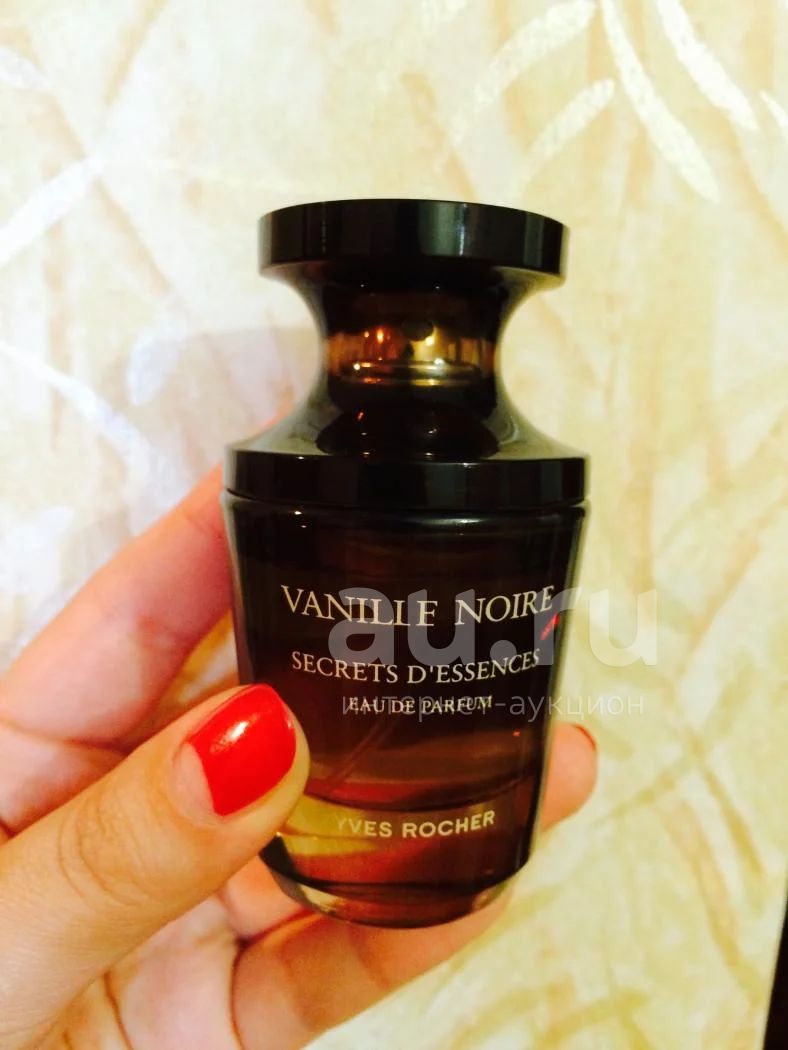 VANILLE NOIRE
au.ru
SECRETS D'ESSENCES
EAU DE PARFUM
интернет-аукцион
YVES ROCHER